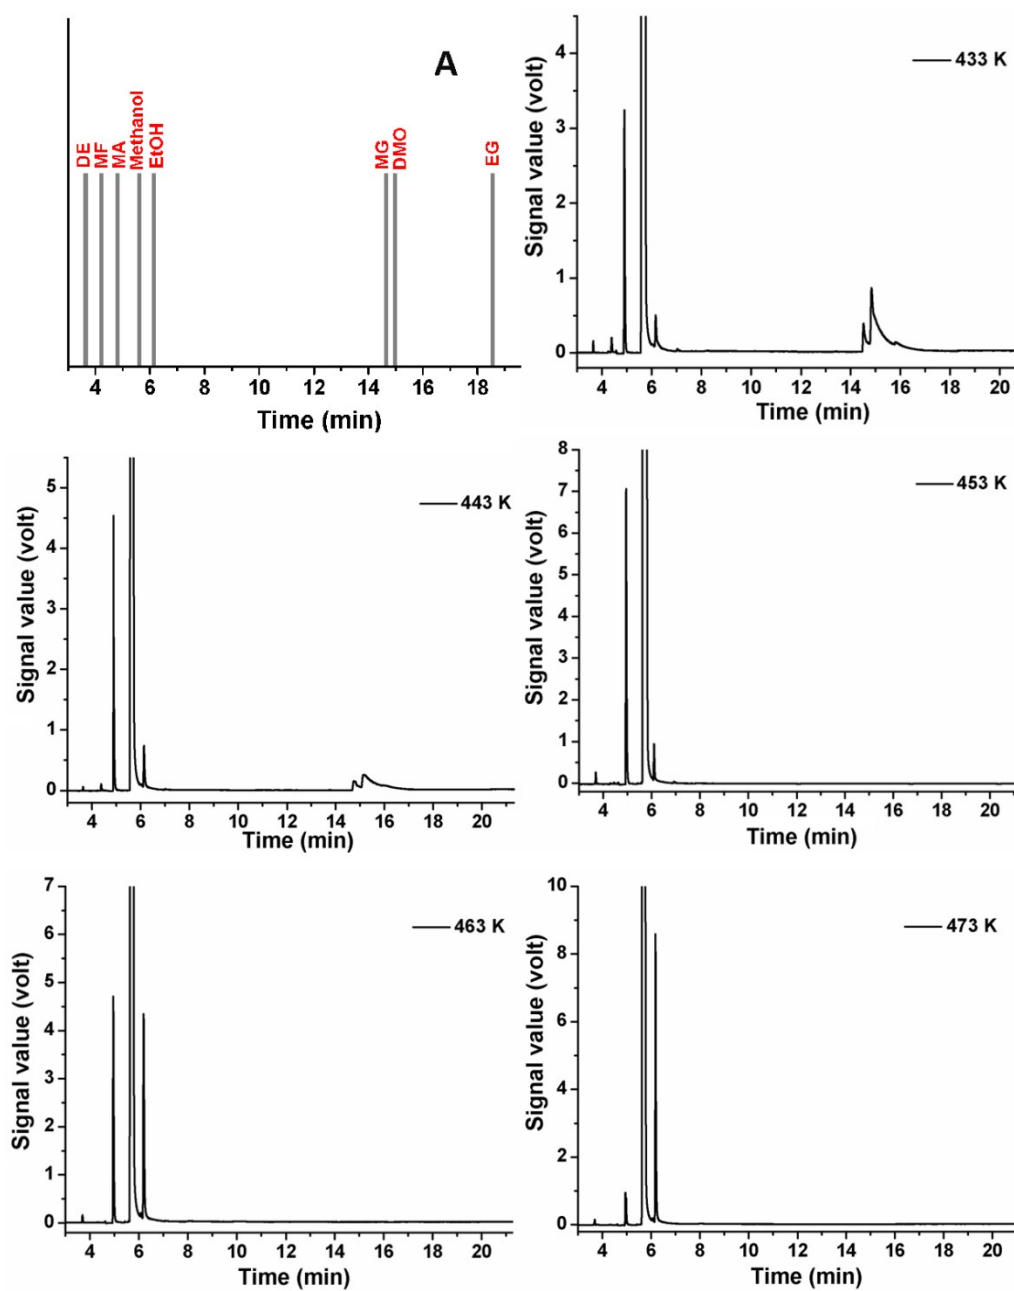 A
DE
MF
MA
Methanol
EtOH
MG
DMO
EG
4 6 8 10 12 14 16 18
Time (min)
433 K
Signal value (volt)
4
3
2
1
0
4 6 8 10 12 14 16 18 20
Time (min)
443 K
Signal value (volt)
5
4
3
2
1
0
4 6 8 10 12 14 16 18 20
Time (min)
453 K
Signal value (volt)
8
7
6
5
4
3
2
1
0
4 6 8 10 12 14 16 18 20
Time (min)
463 K
Signal value (volt)
7
6
5
4
3
2
1
0
4 6 8 10 12 14 16 18 20
Time (min)
473 K
Signal value (volt)
10
8
6
4
2
0
4 6 8 10 12 14 16 18 20
Time (min)